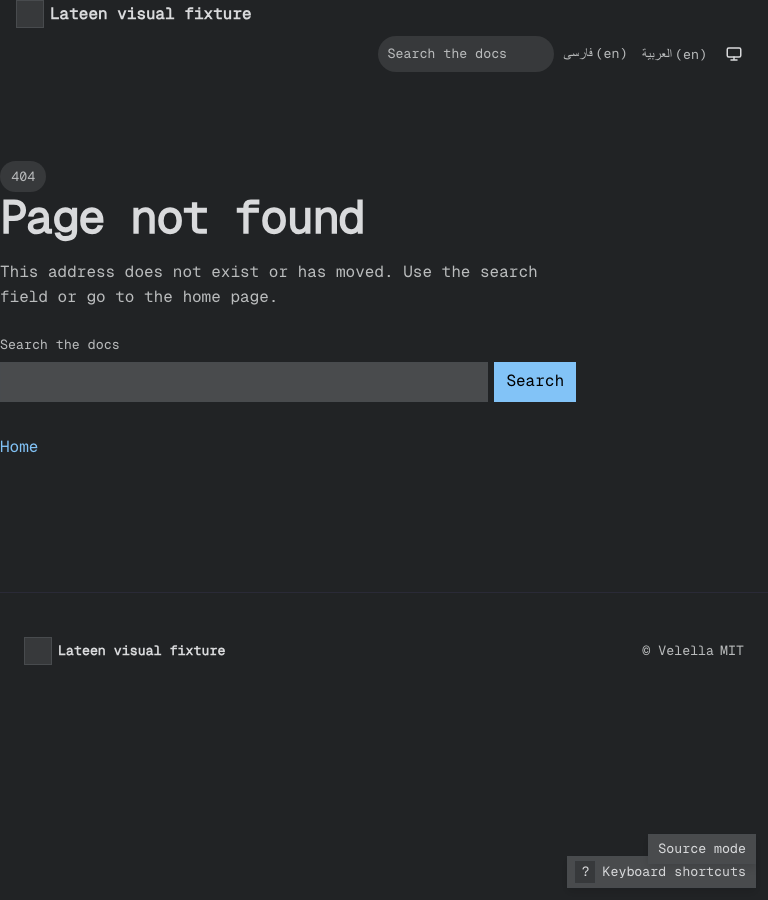 Lateen visual fixture
Search the docs
فارسی (en)
العربية (en)
404
Page not found
This address does not exist or has moved. Use the search
field or go to the home page.
Search the docs
Search
Home
Lateen visual fixture
© Velella MIT
Source mode
? Keyboard shortcuts